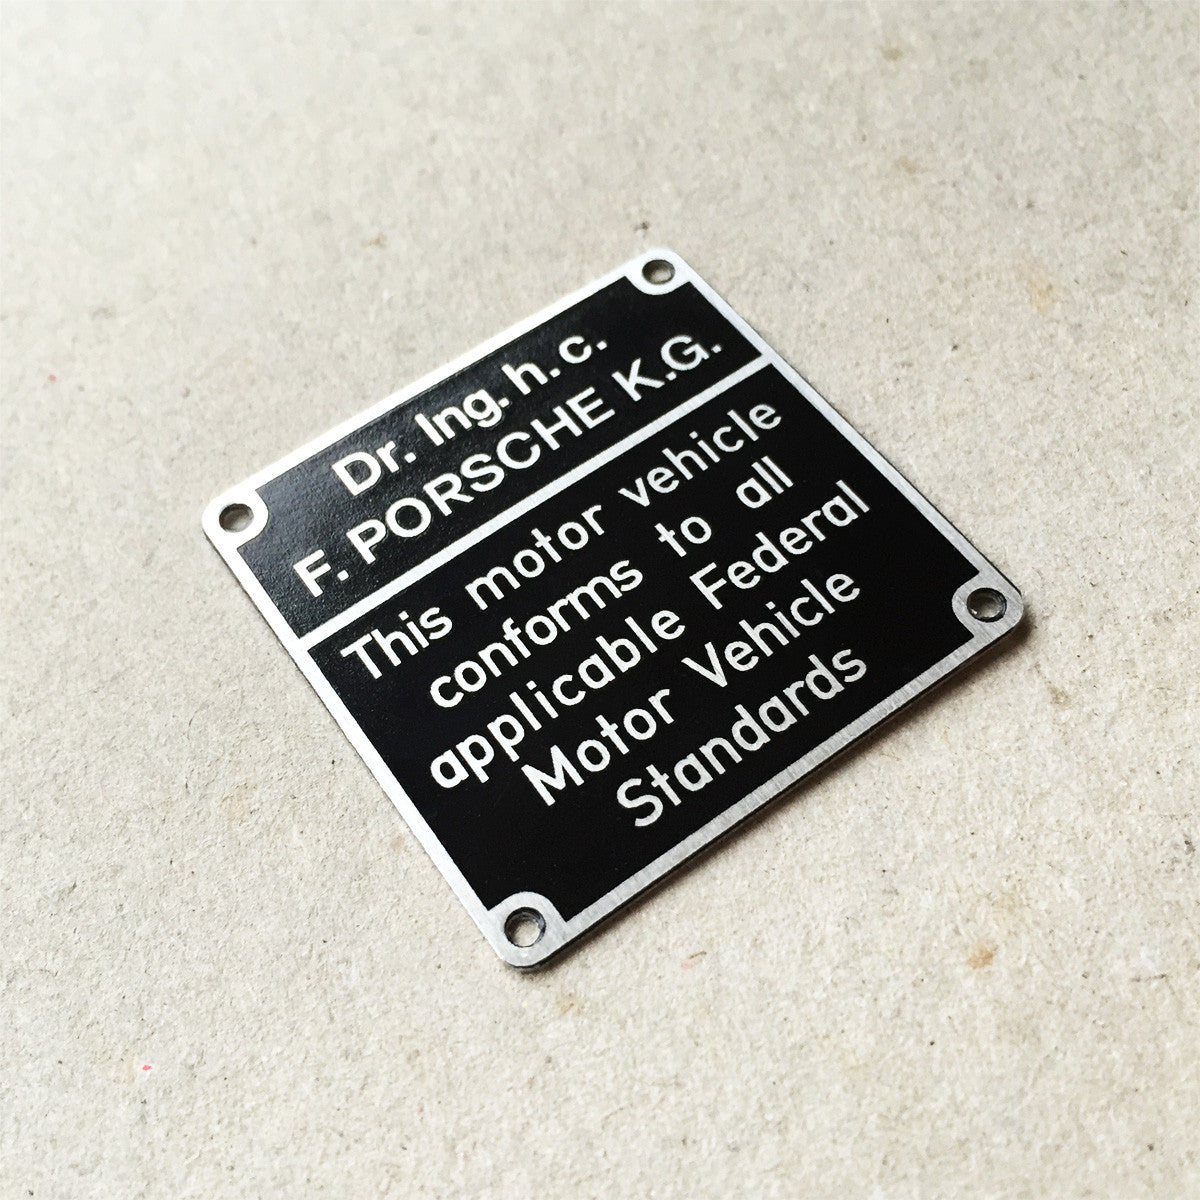 Dr. Ing. h. c.
F. PORSCHE K.G.
This motor vehicle
conforms to all
applicable Federal
Motor Vehicle
Standards